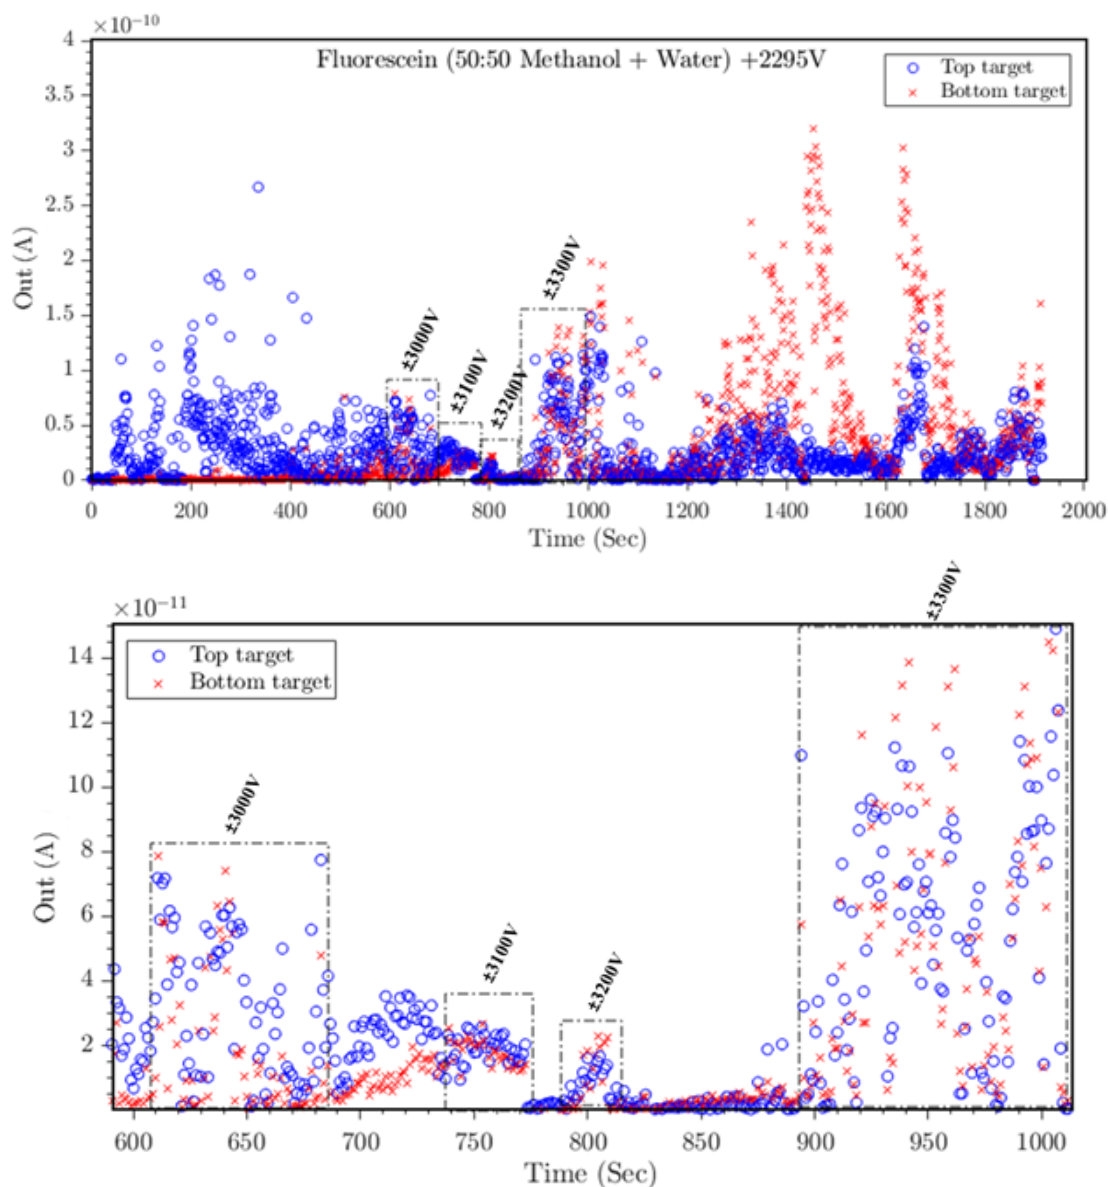 ×10⁻¹⁰
Fluorescein (50:50 Methanol + Water) +2295V
Top target
Bottom target
4
3.5
3
2.5
2
1.5
1
0.5
0
Out (A)
±3000V
±3100V
±3200V
±3300V
0 200 400 600 800 1000 1200 1400 1600 1800 2000
Time (Sec)
×10⁻¹¹
Top target
Bottom target
14
12
10
8
6
4
2
Out (A)
±3000V
±3100V
±3200V
±3300V
600 650 700 750 800 850 900 950 1000
Time (Sec)